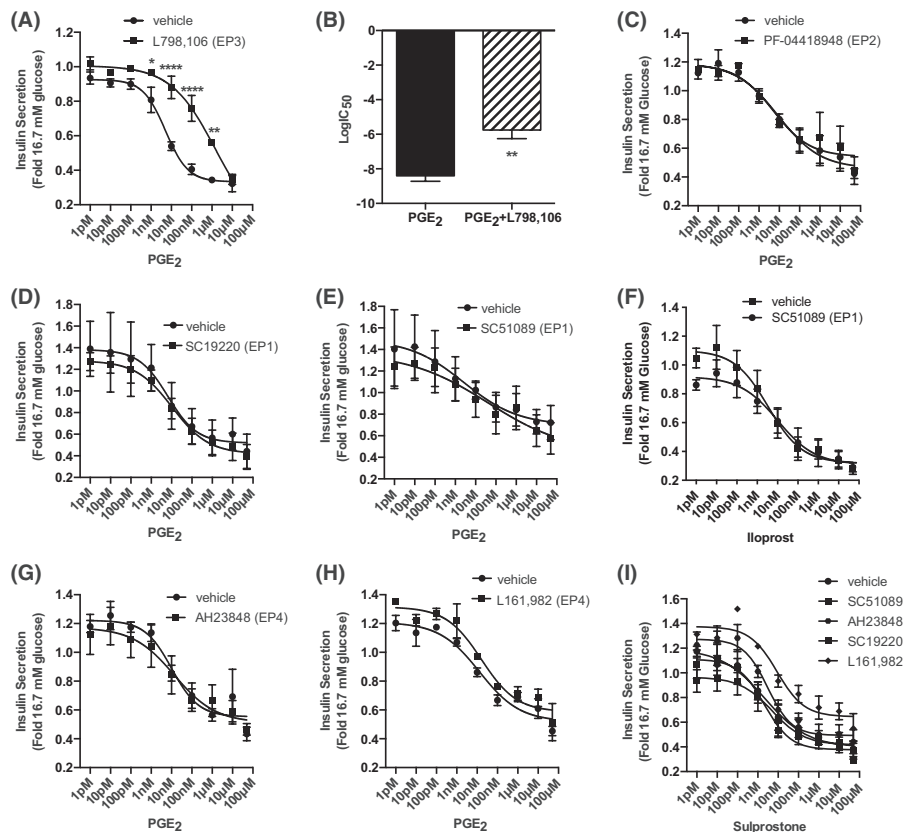 (A)
vehicle
L798,106 (EP3)
Insulin Secretion
(Fold 16.7 mM glucose)
1.2
1.0
0.8
0.6
0.4
0.2
*
****
****
**
1pM
10pM
100pM
1nM
10nM
100nM
1µM
10µM
100µM
PGE2
(B)
LogIC50
0
-2
-4
-6
-8
-10
**
PGE2
PGE2+L798,106
(C)
vehicle
PF-04418948 (EP2)
Insulin Secretion
(Fold 16.7 mM Glucose)
1.6
1.4
1.2
1.0
0.8
0.6
0.4
0.2
1pM
10pM
100pM
1nM
10nM
100nM
1µM
10µM
100µM
PGE2
(D)
vehicle
SC19220 (EP1)
Insulin Secretion
(Fold 16.7 mM glucose)
1.8
1.6
1.4
1.2
1.0
0.8
0.6
0.4
0.2
1pM
10pM
100pM
1nM
10nM
100nM
1µM
10µM
100µM
PGE2
(E)
vehicle
SC51089 (EP1)
Insulin Secretion
(Fold 16.7 mM glucose)
1.8
1.6
1.4
1.2
1.0
0.8
0.6
0.4
0.2
1pM
10pM
100pM
1nM
10nM
100nM
1µM
10µM
100µM
PGE2
(F)
vehicle
SC51089 (EP1)
Insulin Secretion
(Fold 16.7 mM Glucose)
1.6
1.4
1.2
1.0
0.8
0.6
0.4
0.2
1pM
10pM
100pM
1nM
10nM
100nM
1µM
10µM
100µM
Iloprost
(G)
vehicle
AH23848 (EP4)
Insulin Secretion
(Fold 16.7 mM glucose)
1.6
1.4
1.2
1.0
0.8
0.6
0.4
0.2
1pM
10pM
100pM
1nM
10nM
100nM
1µM
10µM
100µM
PGE2
(H)
vehicle
L161,982 (EP4)
Insulin Secretion
(Fold 16.7 mM glucose)
1.6
1.4
1.2
1.0
0.8
0.6
0.4
0.2
1pM
10pM
100pM
1nM
10nM
100nM
1µM
10µM
100µM
PGE2
(I)
vehicle
SC51089
AH23848
SC19220
L161,982
Insulin Secretion
(Fold 16.7 mM Glucose)
1.8
1.6
1.4
1.2
1.0
0.8
0.6
0.4
0.2
1pM
10pM
100pM
1nM
10nM
100nM
1µM
10µM
100µM
Sulprostone